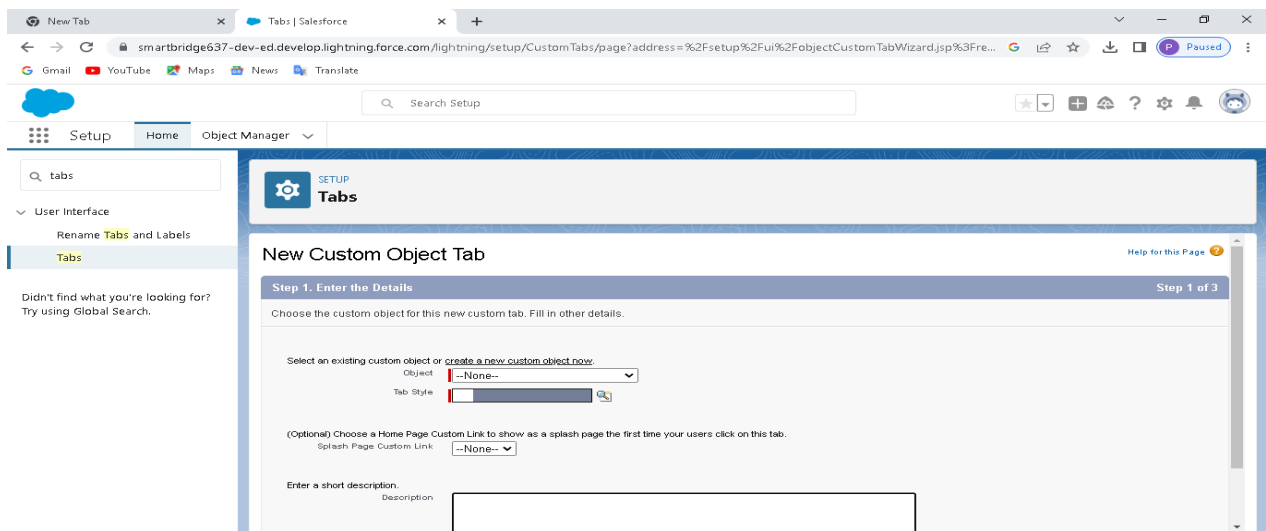 New Tab
Tabs | Salesforce
smartbridge637-dev-ed.develop.lightning.force.com/lightning/setup/CustomTabs/page?address=%2Fsetup%2Fui%2FobjectCustomTabWizard.jsp%3Fre...
P Paused
Gmail YouTube Maps News Translate
Search Setup
Setup Home Object Manager
tabs
User Interface
Rename Tabs and Labels
Tabs
Didn't find what you're looking for?
Try using Global Search.
SETUP
Tabs
New Custom Object Tab
Help for this Page ?
Step 1. Enter the Details Step 1 of 3
Choose the custom object for this new custom tab. Fill in other details.
Select an existing custom object or create a new custom object now.
Object --None--
Tab Style
(Optional) Choose a Home Page Custom Link to show as a splash page the first time your users click on this tab.
Splash Page Custom Link --None--
Enter a short description.
Description